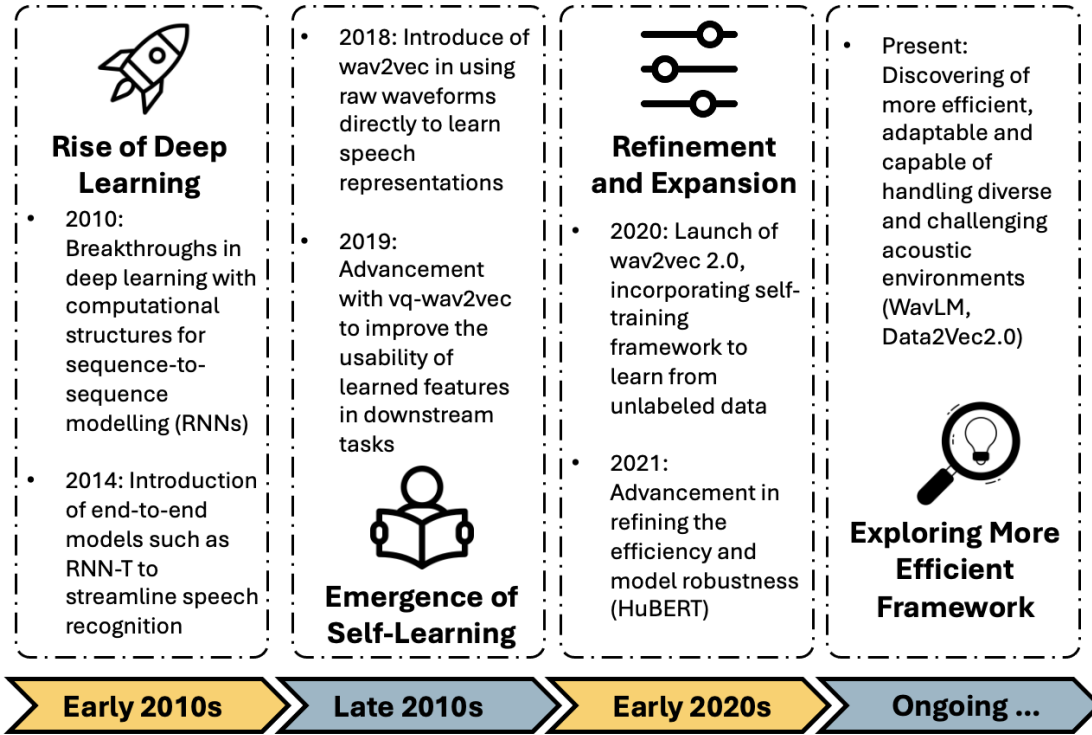 Rise of Deep
Learning
• 2010:
Breakthroughs in
deep learning with
computational
structures for
sequence-to-
sequence
modelling (RNNs)
• 2014: Introduction
of end-to-end
models such as
RNN-T to
streamline speech
recognition
Early 2010s
• 2018: Introduce of
wav2vec in using
raw waveforms
directly to learn
speech
representations
• 2019:
Advancement
with vq-wav2vec
to improve the
usability of
learned features
in downstream
tasks
Emergence of
Self-Learning
Late 2010s
Refinement
and Expansion
• 2020: Launch of
wav2vec 2.0,
incorporating self-
training
framework to
learn from
unlabeled data
• 2021:
Advancement in
refining the
efficiency and
model robustness
(HuBERT)
Early 2020s
• Present:
Discovering of
more efficient,
adaptable and
capable of
handling diverse
and challenging
acoustic
environments
(WavLM,
Data2Vec2.0)
Exploring More
Efficient
Framework
Ongoing ...